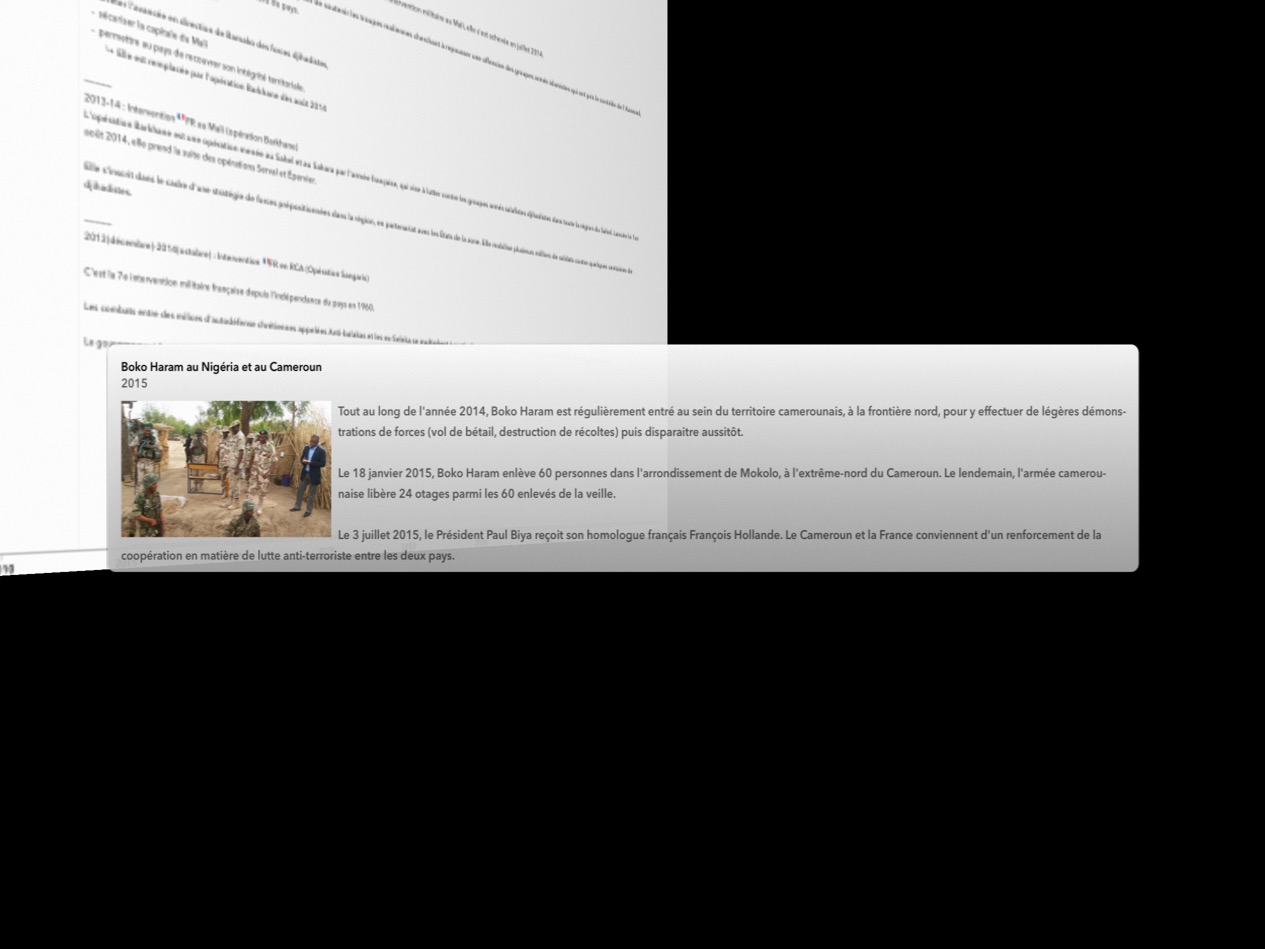 intervention militaire au Mali, elle s'est achevée en juillet 2014.
de soutenir les troupes maliennes cherchant à repousser une offensive des groupes armés islamistes qui ont pris le contrôle de l'Azawad,
du pays.
l'avancée en direction de Bamako des forces djihadistes,
- sécuriser la capitale du Mali
- permettre au pays de recouvrer son intégrité territoriale.
↳ Elle est remplacée par l'opération Barkhane dès août 2014
2013-14 : Intervention 🇫🇷FR au Mali (opération Barkhane)
L'opération Barkhane est une opération menée au Sahel et au Sahara par l'armée française, qui vise à lutter contre les groupes armés salafistes djihadistes dans toute la région du Sahel. Lancée le 1er
août 2014, elle prend la suite des opérations Serval et Épervier.
Elle s'inscrit dans le cadre d'une stratégie de forces prépositionnées dans la région, en partenariat avec les États de la zone. Elle mobilise plusieurs milliers de soldats contre quelques centaines de
djihadistes.
2013(décembre)-2016(octobre) : Intervention 🇫🇷FR en RCA (Opération Sangaris)
C'est la 7e intervention militaire française depuis l'indépendance du pays en 1960.
Les combats entre des milices d'autodéfense chrétiennes appelées Anti-balakas et les ex-Seleka se multiplient
Le
Boko Haram au Nigéria et au Cameroun
2015
Tout au long de l'année 2014, Boko Haram est régulièrement entré au sein du territoire camerounais, à la frontière nord, pour y effectuer de légères démons-
trations de forces (vol de bétail, destruction de récoltes) puis disparaitre aussitôt.
Le 18 janvier 2015, Boko Haram enlève 60 personnes dans l'arrondissement de Mokolo, à l'extrême-nord du Cameroun. Le lendemain, l'armée camerou-
naise libère 24 otages parmi les 60 enlevés de la veille.
Le 3 juillet 2015, le Président Paul Biya reçoit son homologue français François Hollande. Le Cameroun et la France conviennent d'un renforcement de la
coopération en matière de lutte anti-terroriste entre les deux pays.